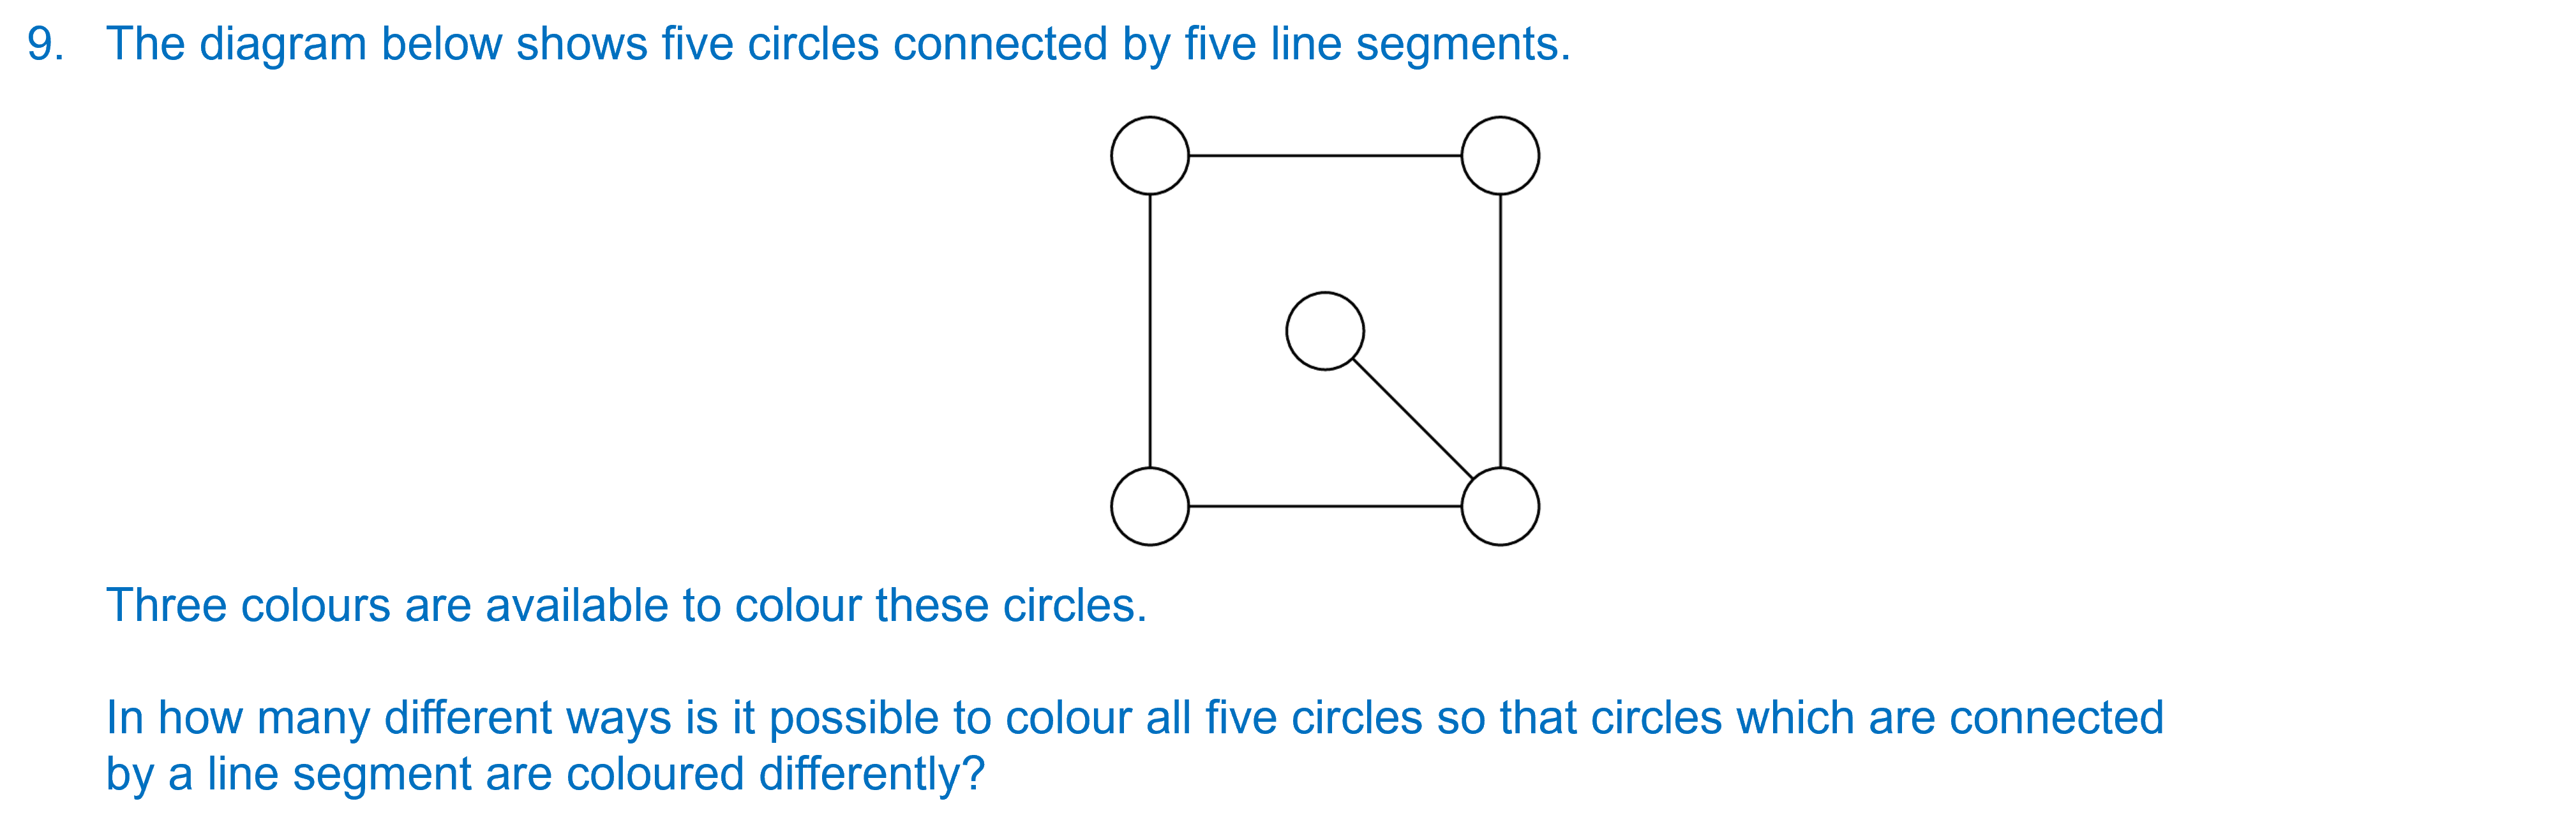 9. The diagram below shows five circles connected by five line segments.
Three colours are available to colour these circles.
In how many different ways is it possible to colour all five circles so that circles which are connected
by a line segment are coloured differently?